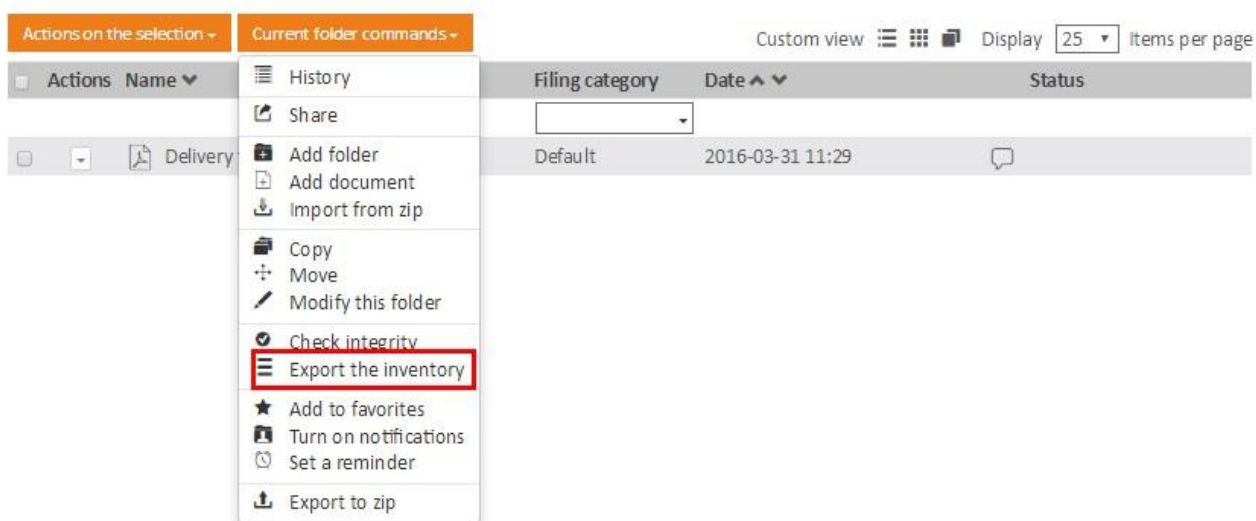 Actions on the selection Current folder commands Custom view Display 25 Items per page
Actions Name Filing category Date Status
Delivery Default 2016-03-31 11:29
History
Share
Add folder
Add document
Import from zip
Copy
Move
Modify this folder
Check integrity
Export the inventory
Add to favorites
Turn on notifications
Set a reminder
Export to zip